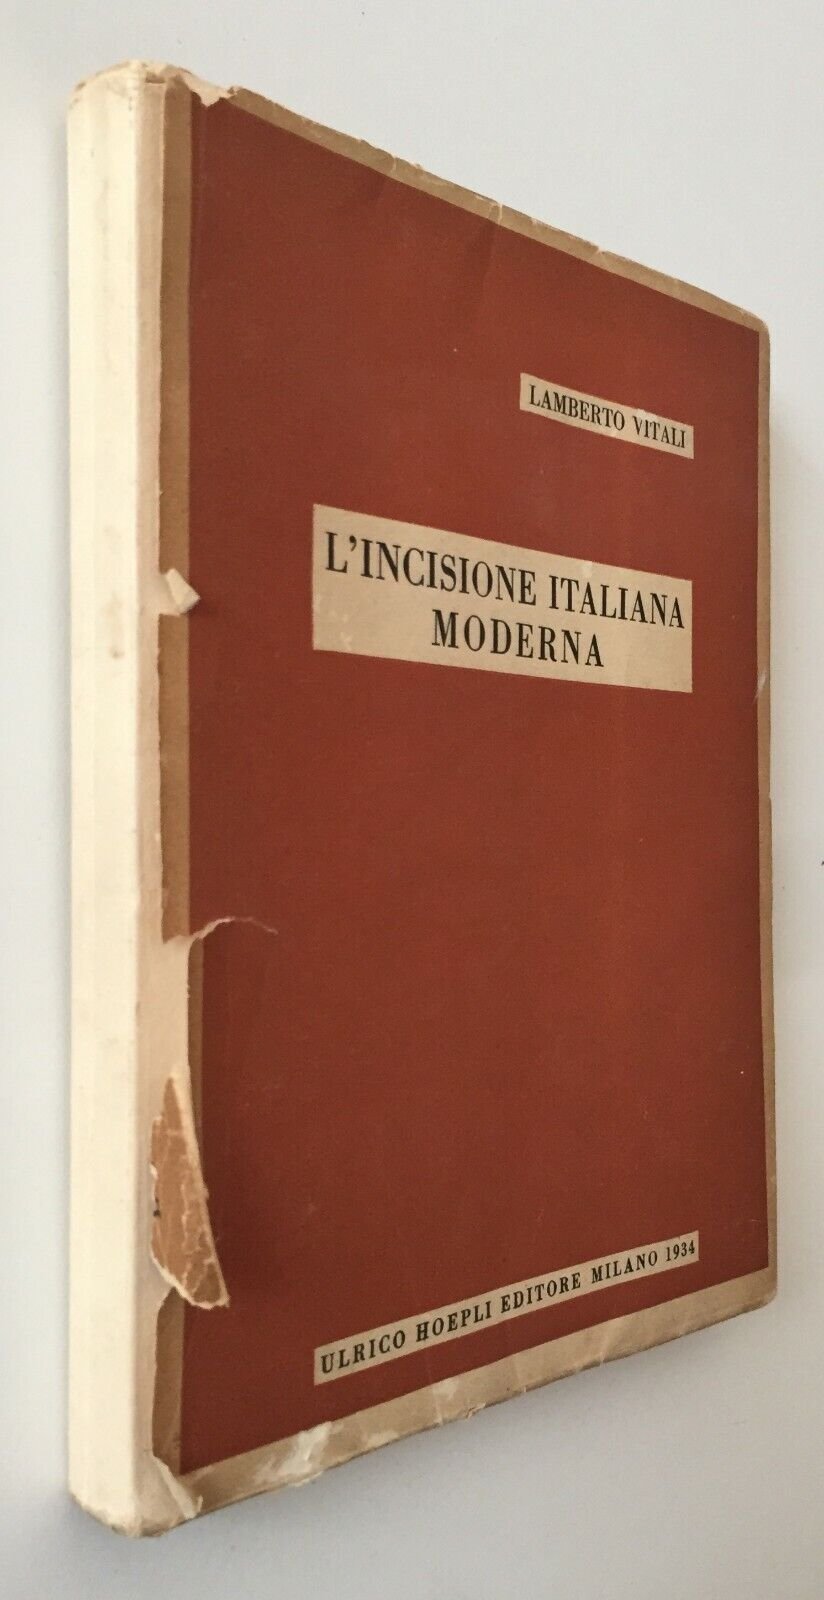 LAMBERTO VITALI
L'INCISIONE ITALIANA
MODERNA
ULRICO HOEPLI EDITORE MILANO 1934